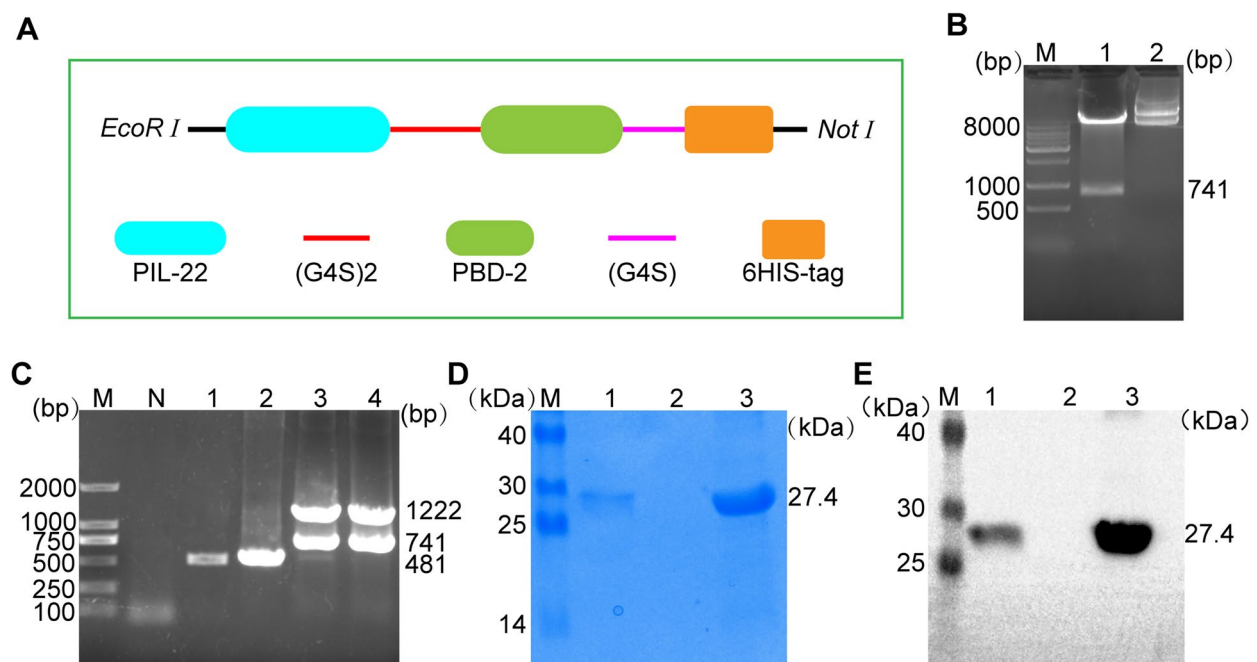 A
EcoR I
Not I
PIL-22
(G4S)2
PBD-2
(G4S)
6HIS-tag
B
M 1 2
(bp) (bp)
8000
1000
741
500
C
M N 1 2 3 4
(bp) (bp)
2000
1222
1000
750
741
500
481
250
100
D
M 1 2 3
(kDa) (kDa)
40
30
27.4
25
14
E
M 1 2 3
(kDa) (kDa)
40
30
27.4
25